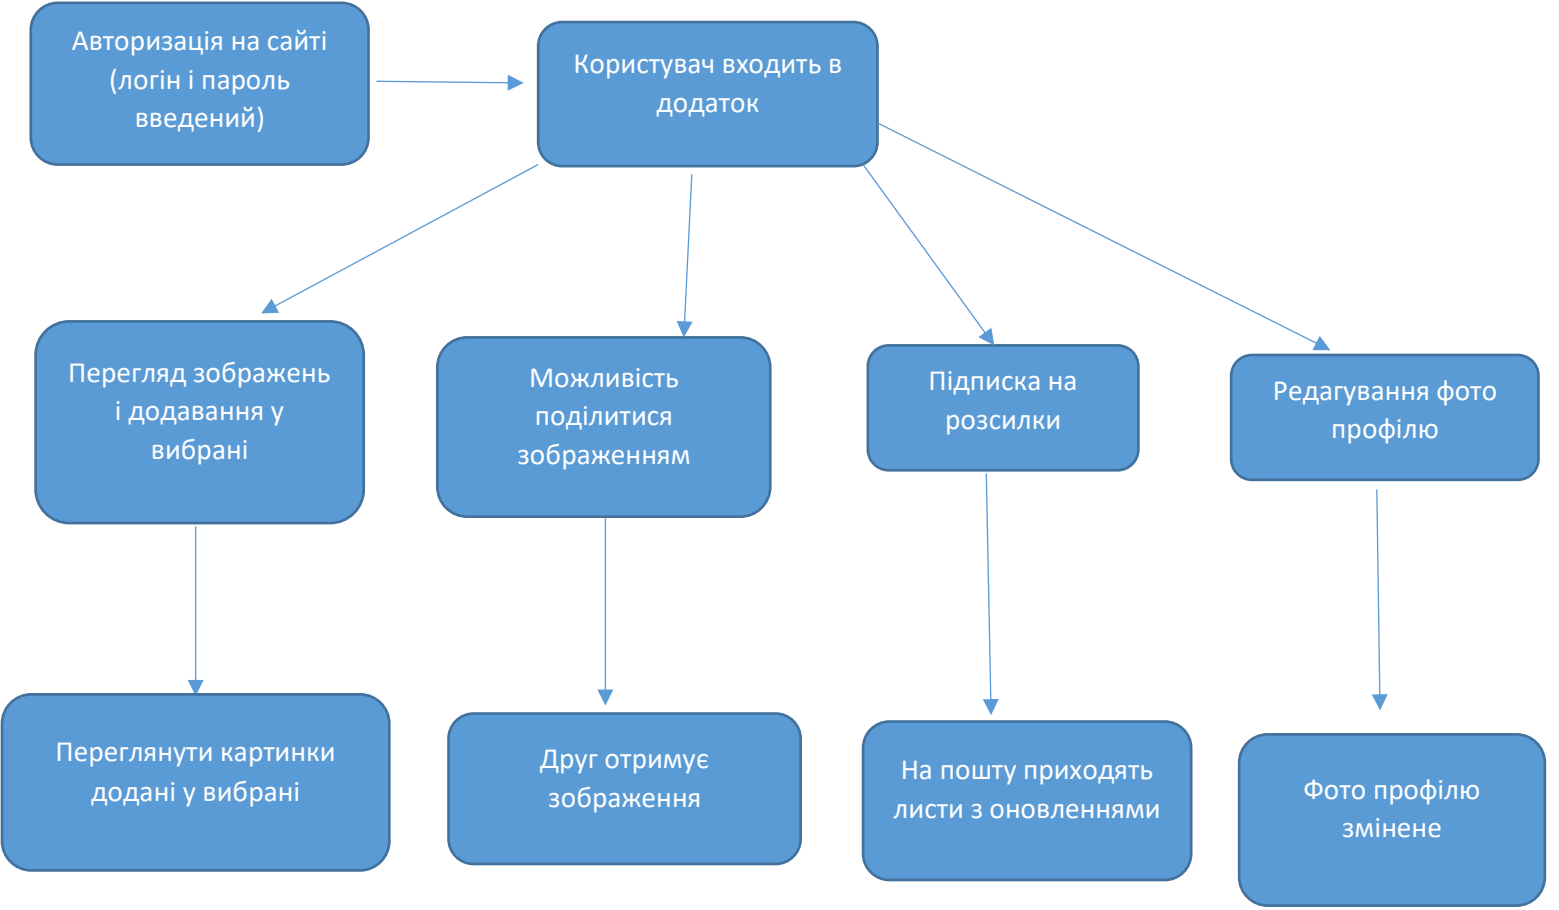 Авторизація на сайті
(логін і пароль
введений)
Користувач входить в
додаток
Перегляд зображень
і додавання у
вибрані
Можливість
поділитися
зображенням
Підписка на
розсилки
Редагування фото
профілю
Переглянути картинки
додані у вибрані
Друг отримує
зображення
На пошту приходять
листи з оновленнями
Фото профілю
змінене